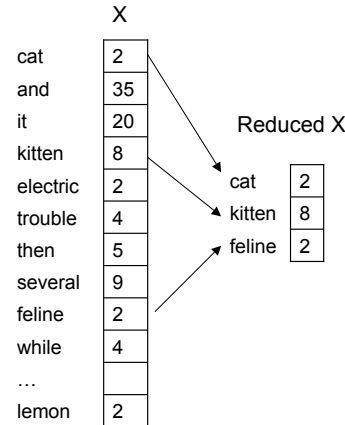 X
cat 2
and 35
it 20
kitten 8
electric 2
trouble 4
then 5
several 9
feline 2
while 4
…
lemon 2
Reduced X
cat 2
kitten 8
feline 2